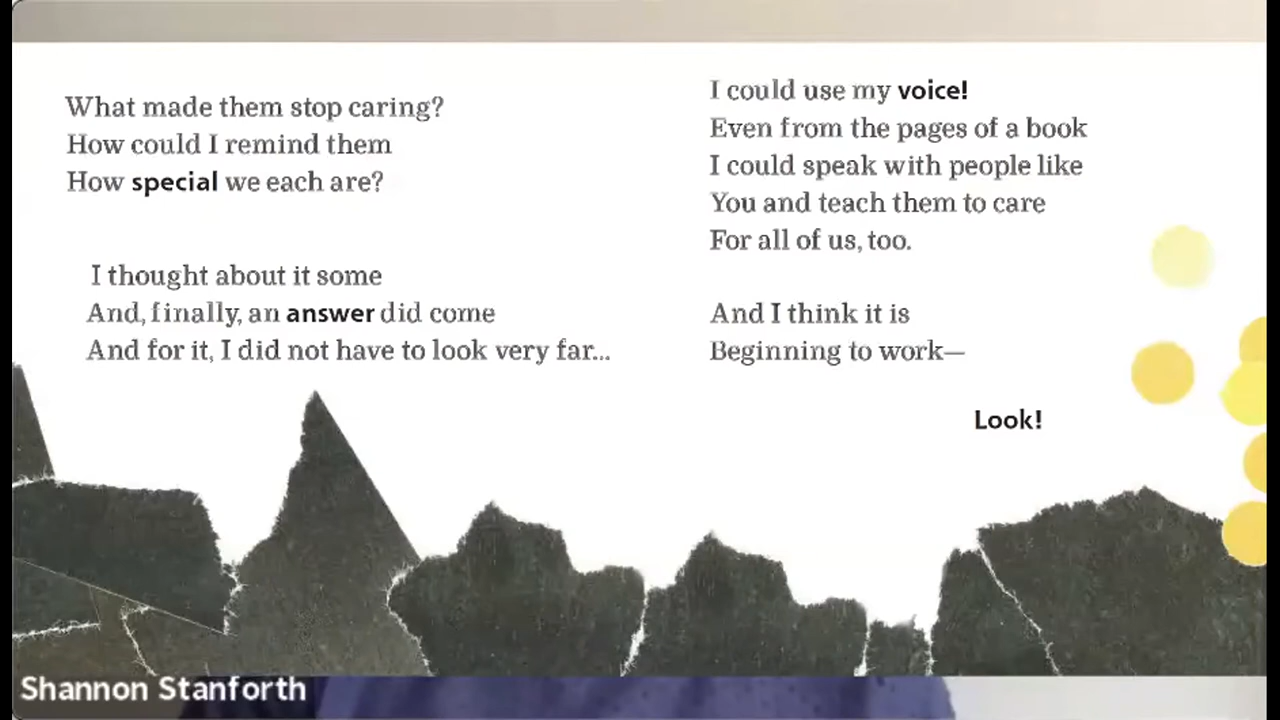 What made them stop caring?
How could I remind them
How special we each are?
I thought about it some
And, finally, an answer did come
And for it, I did not have to look very far...
I could use my voice!
Even from the pages of a book
I could speak with people like
You and teach them to care
For all of us, too.
And I think it is
Beginning to work—
Look!
Shannon Stanforth